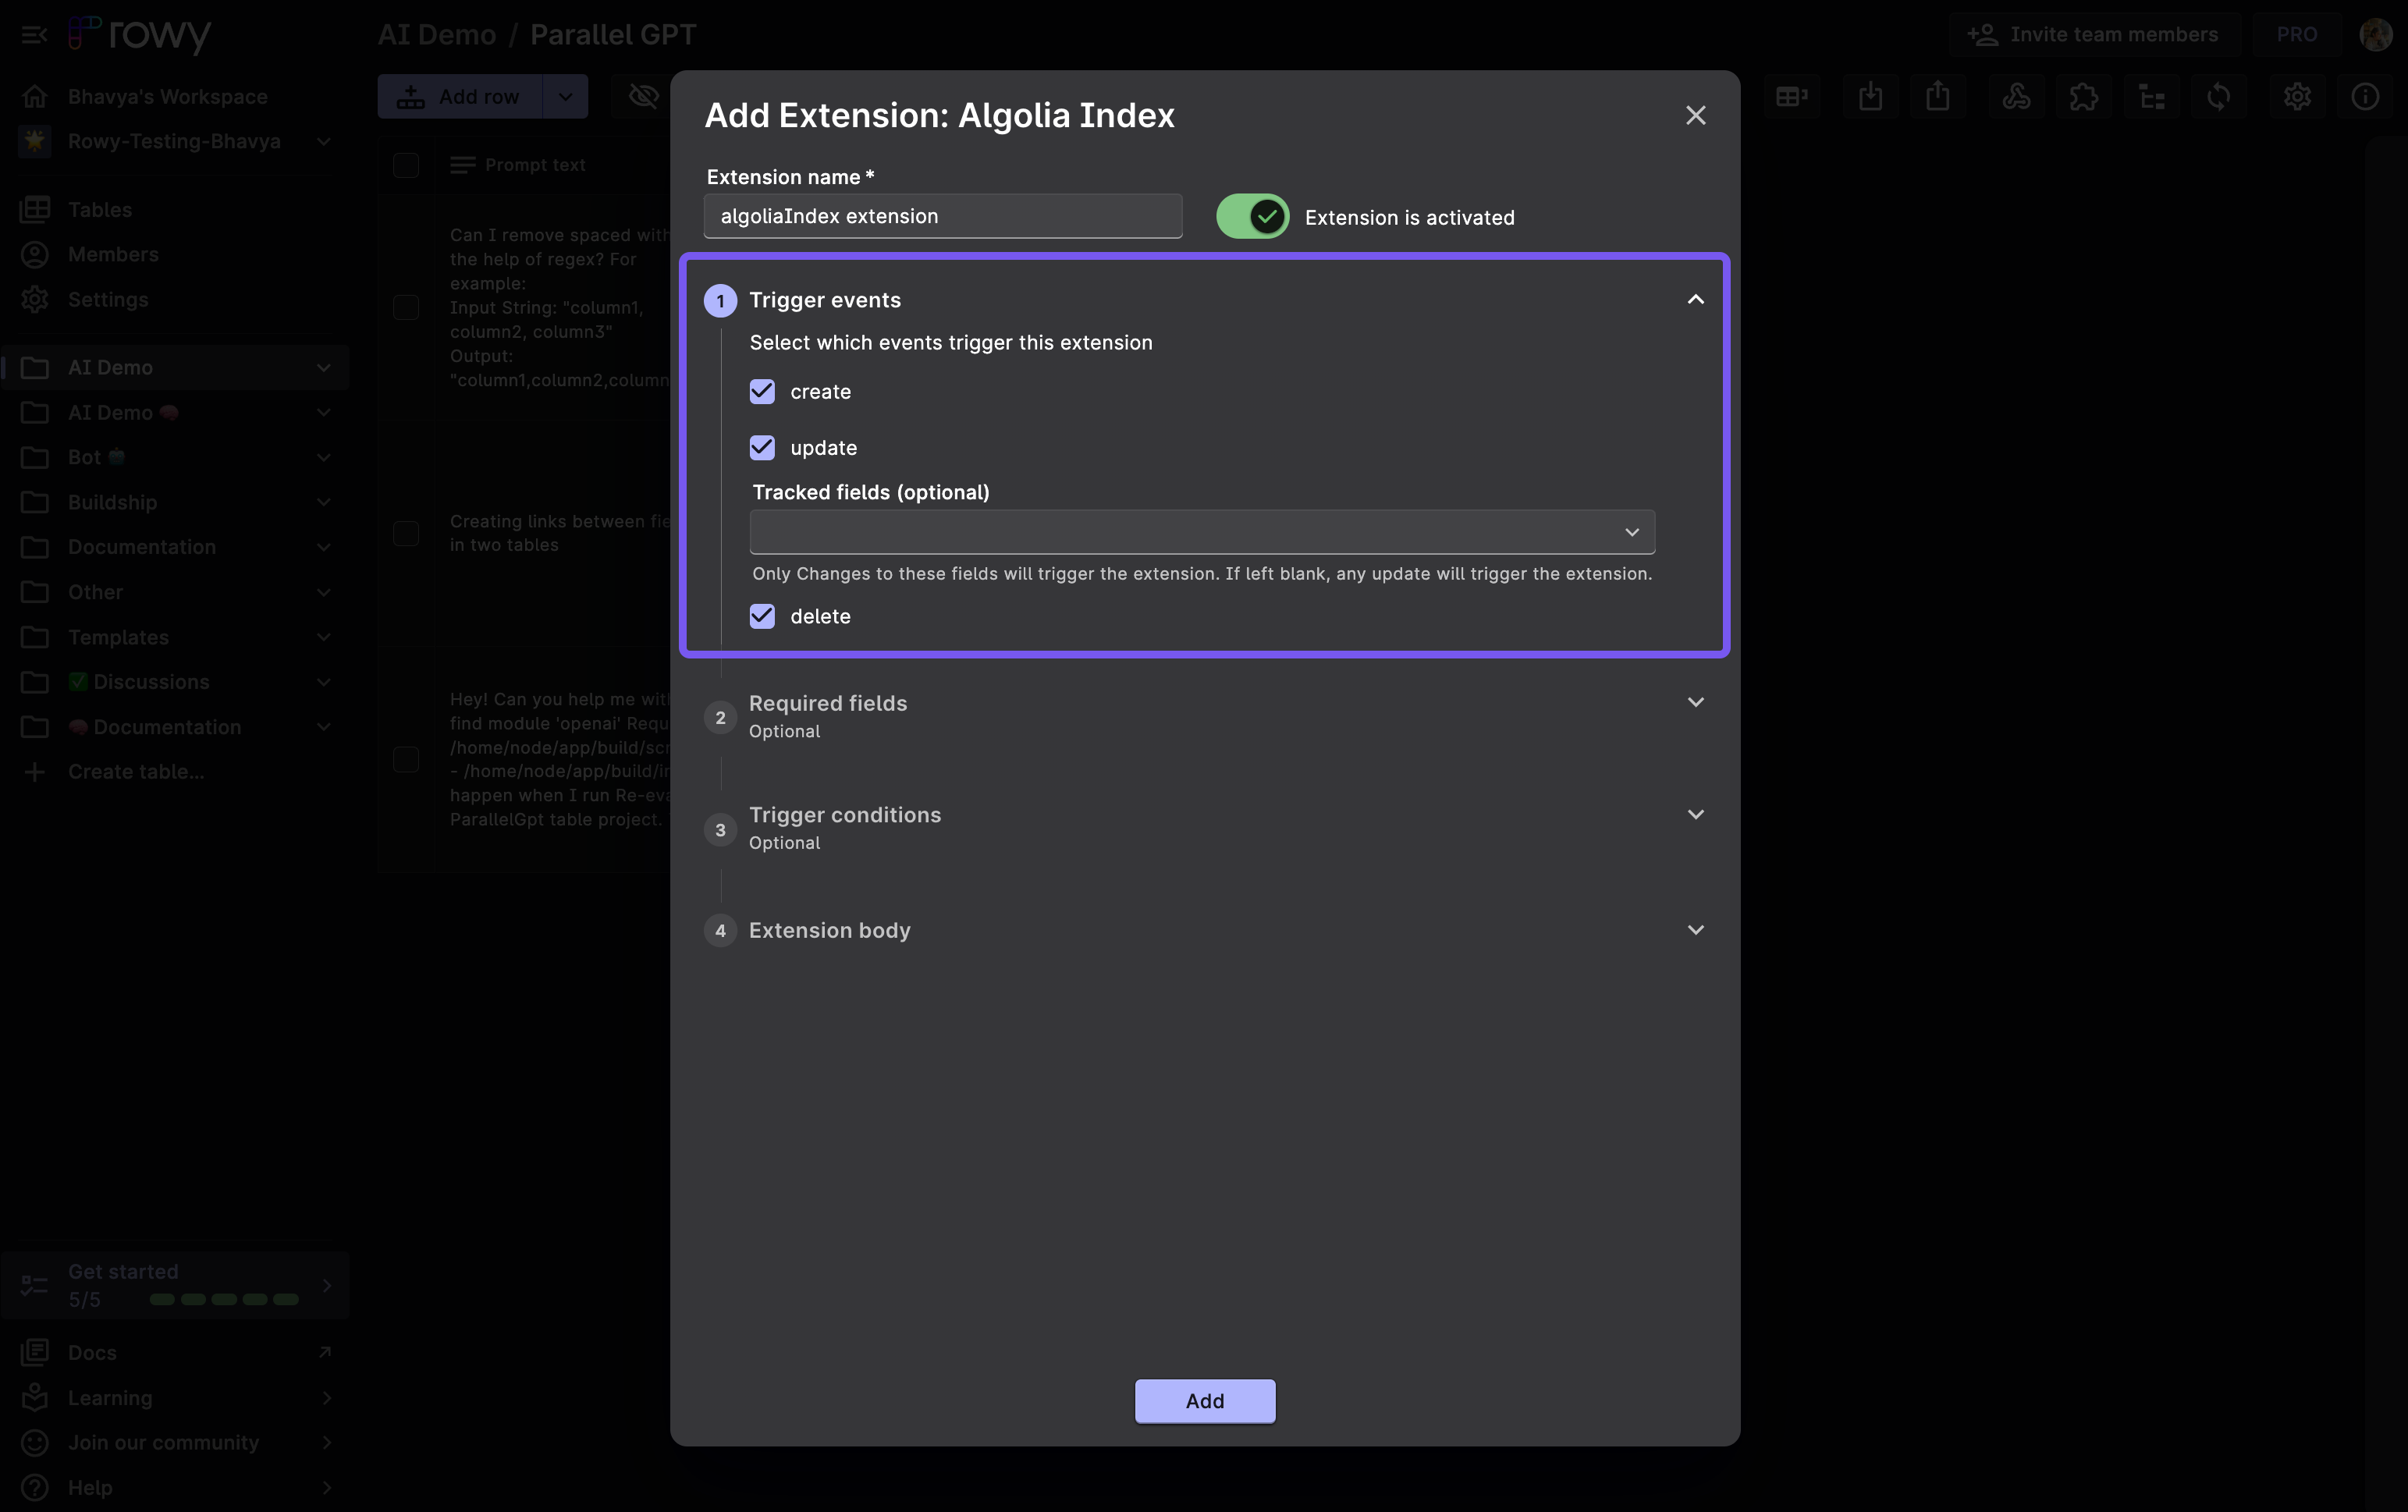 rowy
AI Demo / Parallel GPT
Invite team members
PRO
Bhavya's Workspace
Rowy-Testing-Bhavya
Tables
Members
Settings
AI Demo
AI Demo 🧠
Bot
Buildship
Documentation
Other
Templates
✅ Discussions
🧠 Documentation
Create table...
Get started
5/5
Docs
Learning
Join our community
Help
Add row
Prompt text
Can I remove spaced with
the help of regex? For
example:
Input String: "column1,
column2, column3"
Output:
"column1,column2,column
Creating links between fie
in two tables
Hey! Can you help me with
find module 'openai' Requ
/home/node/app/build/scr
- /home/node/app/build/in
happen when I run Re-eva
ParallelGpt table project.
Add Extension: Algolia Index
Extension name *
algoliaIndex extension
Extension is activated
1 Trigger events
Select which events trigger this extension
create
update
Tracked fields (optional)
Only Changes to these fields will trigger the extension. If left blank, any update will trigger the extension.
delete
2 Required fields
Optional
3 Trigger conditions
Optional
4 Extension body
Add